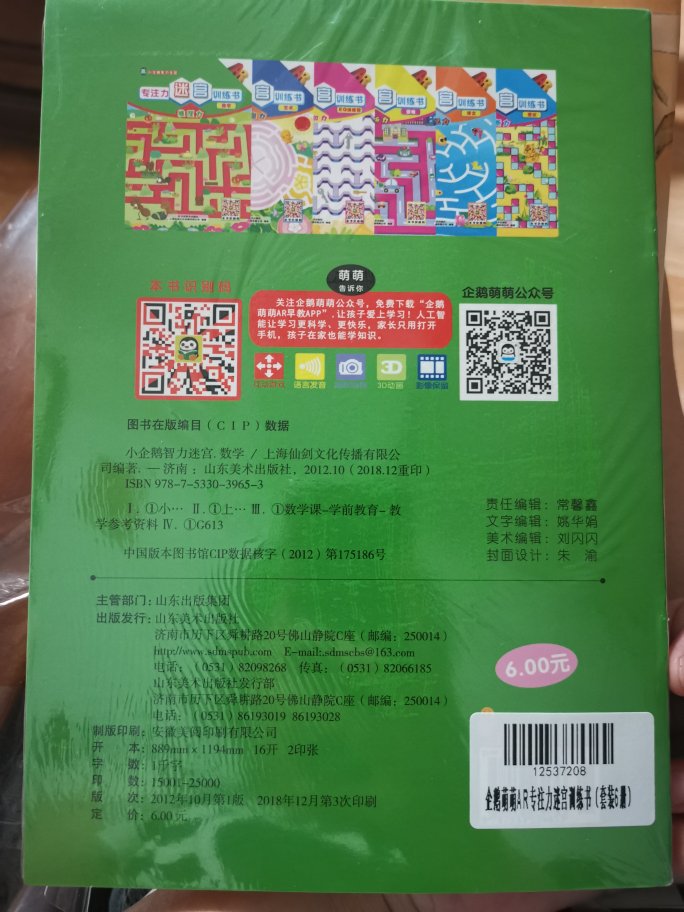 专注力迷宫训练书
宫训练书
宫训练书
宫训练书
宫训练书
宫训练书
本书识别码
萌萌
告诉你
企鹅萌萌公众号
关注企鹅萌萌公众号，免费下载“企鹅
萌萌AR早教APP”，让孩子爱上学习！人工智
能让学习更科学、更快乐，家长只用打开
手机，孩子在家也能学知识。
互动游戏 语言发音 3D动画 影像保留
图书在版编目（CIP）数据
小企鹅智力迷宫.数学 / 上海仙剑文化传播有限公
司编著. — 济南：山东美术出版社，2012.10（2018.12重印）
ISBN 978-7-5330-3965-3
Ⅰ. ①小… Ⅱ. ①上… Ⅲ. ①数学课-学前教育-教
学参考资料 Ⅳ. ①G613
中国版本图书馆CIP数据核字（2012）第175186号
责任编辑：常馨鑫
文字编辑：姚华娟
美术编辑：刘闪闪
封面设计：朱 渝
主管部门：山东出版集团
出版发行：山东美术出版社
济南市历下区舜耕路20号佛山静院C座（邮编：250014）
http://www.sdmspub.com E-mail:.sdmscbs@163.com
电话：（0531）82098268 传真：（0531）82066185
山东美术出版社发行部
济南市历下区舜耕路20号佛山静院C座（邮编：250014）
电话：（0531）86193019 86193028
制版印刷：安徽美阅印刷有限公司
开 本：889mm×1194mm 16开 2印张
字 数：1千字
印 数：15001-25000
版 次：2012年10月第1版 2018年12月第3次印刷
定 价：6.00元
6.00元
12537208
企鹅萌萌AR专注力迷宫训练书（套装6册）